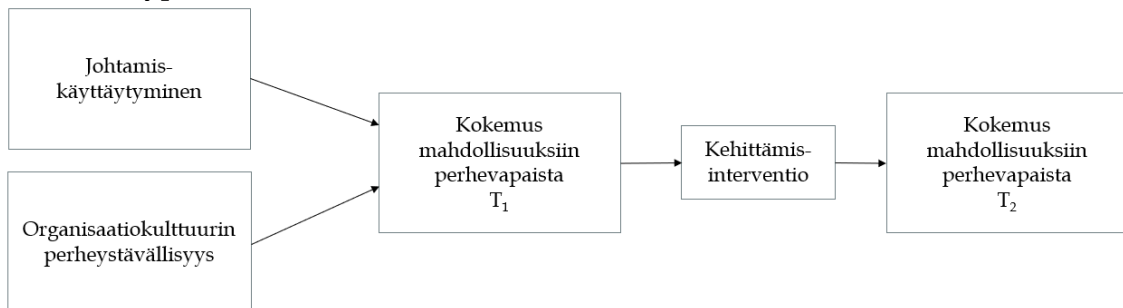 Johtamis-
käyttäytyminen
Organisaatiokulttuurin
perheystävällisyys
Kokemus
mahdollisuuksiin
perhevapaista
T₁
Kehittämis-
interventio
Kokemus
mahdollisuuksiin
perhevapaista
T₂